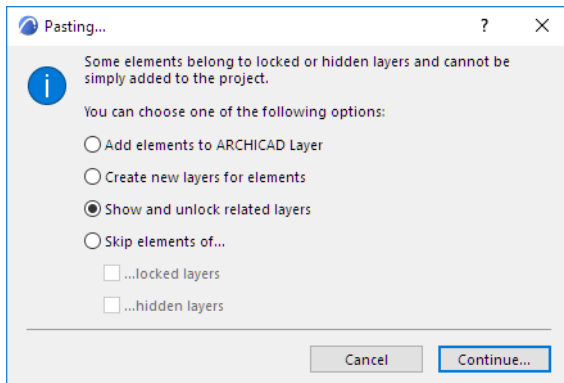 Pasting...
?
Some elements belong to locked or hidden layers and cannot be
simply added to the project.
You can choose one of the following options:
Add elements to ARCHICAD Layer
Create new layers for elements
Show and unlock related layers
Skip elements of...
...locked layers
...hidden layers
Cancel
Continue...